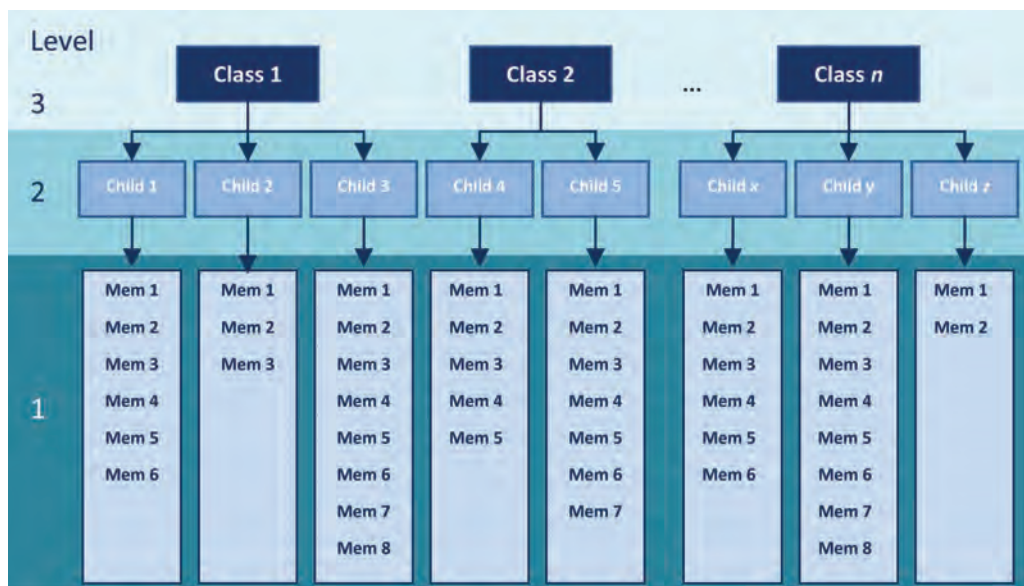 Level
Class 1 Class 2 ... Class n
3
2 Child 1 Child 2 Child 3 Child 4 Child 5 Child x Child y Child z
Mem 1 Mem 1 Mem 1 Mem 1 Mem 1 Mem 1 Mem 1 Mem 1
Mem 2 Mem 2 Mem 2 Mem 2 Mem 2 Mem 2 Mem 2 Mem 2
Mem 3 Mem 3 Mem 3 Mem 3 Mem 3 Mem 3 Mem 3
1 Mem 4 Mem 4 Mem 4 Mem 4 Mem 4 Mem 4
Mem 5 Mem 5 Mem 5 Mem 5 Mem 5 Mem 5
Mem 6 Mem 6 Mem 6 Mem 6 Mem 6
Mem 7 Mem 7 Mem 7
Mem 8 Mem 8